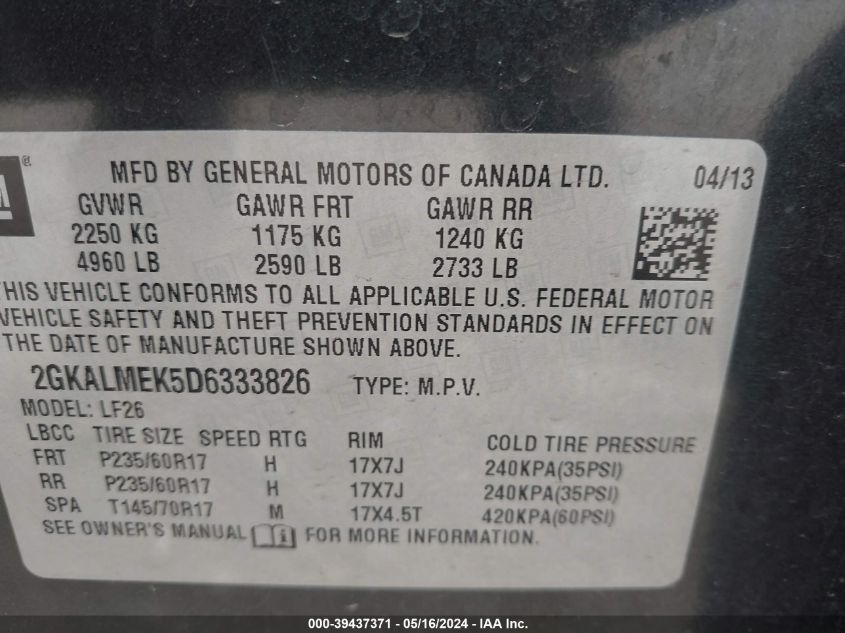 ®
MFD BY GENERAL MOTORS OF CANADA LTD. 04/13
GVWR GAWR FRT GAWR RR
2250 KG 1175 KG 1240 KG
4960 LB 2590 LB 2733 LB
HIS VEHICLE CONFORMS TO ALL APPLICABLE U.S. FEDERAL MOTOR
VEHICLE SAFETY AND THEFT PREVENTION STANDARDS IN EFFECT ON
THE DATE OF MANUFACTURE SHOWN ABOVE.
2GKALMEK5D6333826 TYPE: M.P.V.
MODEL: LF26
LBCC TIRE SIZE SPEED RTG RIM COLD TIRE PRESSURE
FRT P235/60R17 H 17X7J 240KPA(35PSI)
RR P235/60R17 H 17X7J 240KPA(35PSI)
SPA T145/70R17 M 17X4.5T 420KPA(60PSI)
SEE OWNER'S MANUAL i FOR MORE INFORMATION.
000-39437371 - 05/16/2024 - IAA Inc.